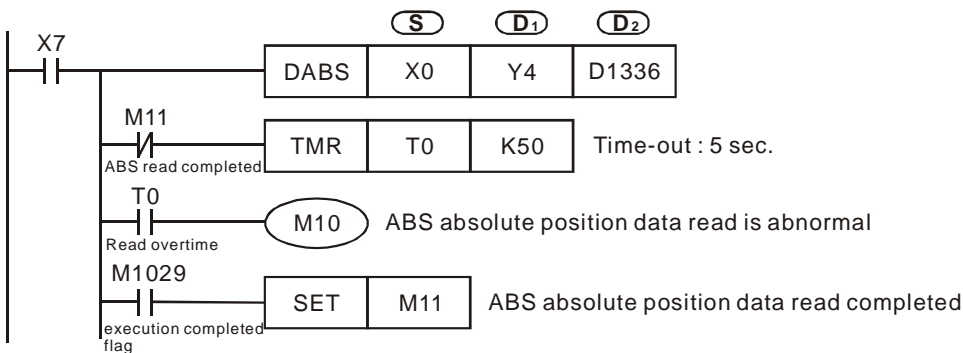 S D1 D2
X7
DABS X0 Y4 D1336
M11
TMR T0 K50 Time-out : 5 sec.
ABS read completed
T0
M10 ABS absolute position data read is abnormal
Read overtime
M1029
SET M11 ABS absolute position data read completed
execution completed
flag